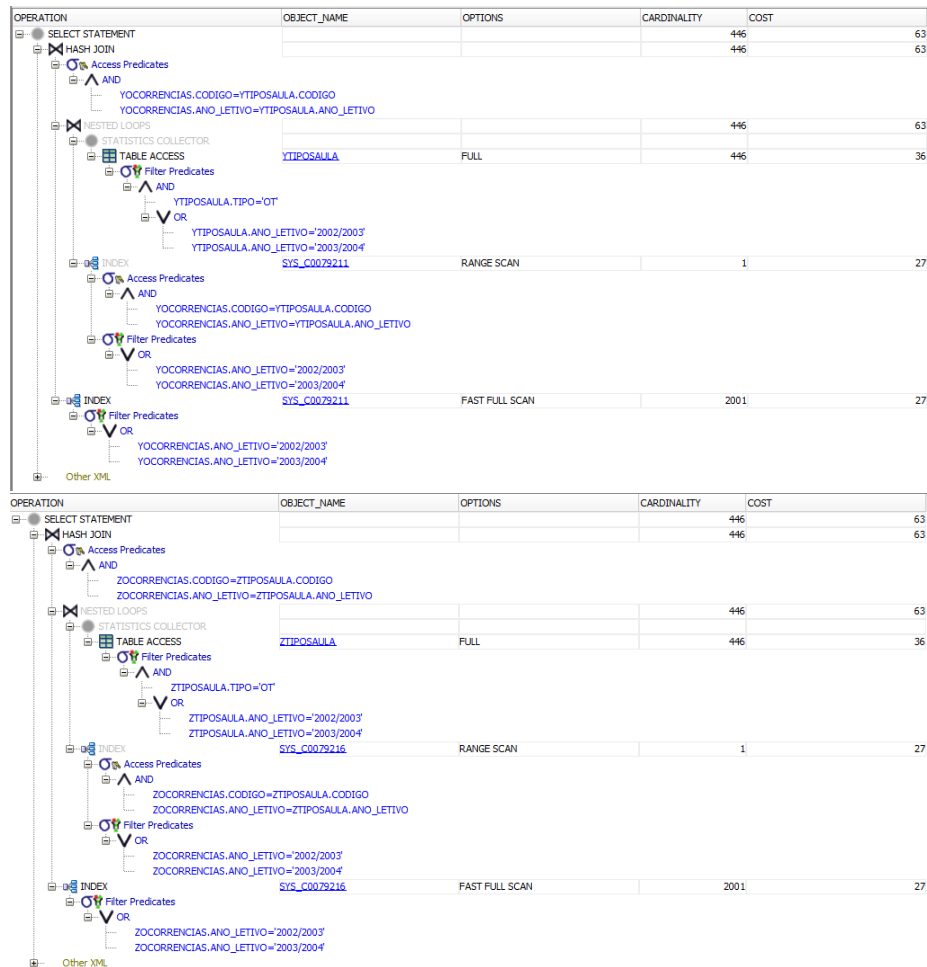 OPERATION OBJECT_NAME OPTIONS CARDINALITY COST
SELECT STATEMENT 446 63
HASH JOIN 446 63
Access Predicates
AND
YOCORRENCIAS.CODIGO=YTIPOSAULA.CODIGO
YOCORRENCIAS.ANO_LETIVO=YTIPOSAULA.ANO_LETIVO
NESTED LOOPS 446 63
STATISTICS COLLECTOR
TABLE ACCESS YTIPOSAULA FULL 446 36
Filter Predicates
AND
YTIPOSAULA.TIPO='OT'
OR
YTIPOSAULA.ANO_LETIVO='2002/2003'
YTIPOSAULA.ANO_LETIVO='2003/2004'
INDEX SYS_C0079211 RANGE SCAN 1 27
Access Predicates
AND
YOCORRENCIAS.CODIGO=YTIPOSAULA.CODIGO
YOCORRENCIAS.ANO_LETIVO=YTIPOSAULA.ANO_LETIVO
Filter Predicates
OR
YOCORRENCIAS.ANO_LETIVO='2002/2003'
YOCORRENCIAS.ANO_LETIVO='2003/2004'
INDEX SYS_C0079211 FAST FULL SCAN 2001 27
Filter Predicates
OR
YOCORRENCIAS.ANO_LETIVO='2002/2003'
YOCORRENCIAS.ANO_LETIVO='2003/2004'
Other XML
OPERATION OBJECT_NAME OPTIONS CARDINALITY COST
SELECT STATEMENT 446 63
HASH JOIN 446 63
Access Predicates
AND
ZOCORRENCIAS.CODIGO=ZTIPOSAULA.CODIGO
ZOCORRENCIAS.ANO_LETIVO=ZTIPOSAULA.ANO_LETIVO
NESTED LOOPS 446 63
STATISTICS COLLECTOR
TABLE ACCESS ZTIPOSAULA FULL 446 36
Filter Predicates
AND
ZTIPOSAULA.TIPO='OT'
OR
ZTIPOSAULA.ANO_LETIVO='2002/2003'
ZTIPOSAULA.ANO_LETIVO='2003/2004'
INDEX SYS_C0079216 RANGE SCAN 1 27
Access Predicates
AND
ZOCORRENCIAS.CODIGO=ZTIPOSAULA.CODIGO
ZOCORRENCIAS.ANO_LETIVO=ZTIPOSAULA.ANO_LETIVO
Filter Predicates
OR
ZOCORRENCIAS.ANO_LETIVO='2002/2003'
ZOCORRENCIAS.ANO_LETIVO='2003/2004'
INDEX SYS_C0079216 FAST FULL SCAN 2001 27
Filter Predicates
OR
ZOCORRENCIAS.ANO_LETIVO='2002/2003'
ZOCORRENCIAS.ANO_LETIVO='2003/2004'
Other XML